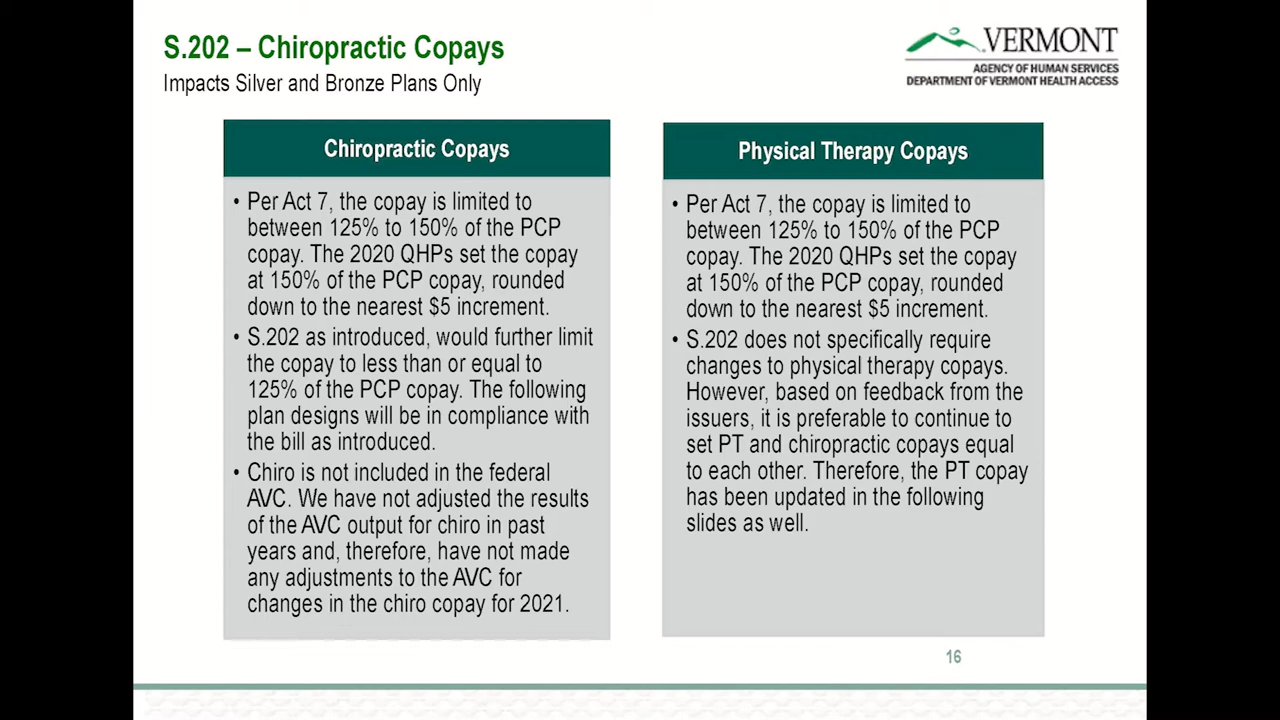 S.202 – Chiropractic Copays
Impacts Silver and Bronze Plans Only
VERMONT
AGENCY OF HUMAN SERVICES
DEPARTMENT OF VERMONT HEALTH ACCESS
Chiropractic Copays
• Per Act 7, the copay is limited to
between 125% to 150% of the PCP
copay. The 2020 QHPs set the copay
at 150% of the PCP copay, rounded
down to the nearest $5 increment.
• S.202 as introduced, would further limit
the copay to less than or equal to
125% of the PCP copay. The following
plan designs will be in compliance with
the bill as introduced.
• Chiro is not included in the federal
AVC. We have not adjusted the results
of the AVC output for chiro in past
years and, therefore, have not made
any adjustments to the AVC for
changes in the chiro copay for 2021.
Physical Therapy Copays
• Per Act 7, the copay is limited to
between 125% to 150% of the PCP
copay. The 2020 QHPs set the copay
at 150% of the PCP copay, rounded
down to the nearest $5 increment.
• S.202 does not specifically require
changes to physical therapy copays.
However, based on feedback from the
issuers, it is preferable to continue to
set PT and chiropractic copays equal
to each other. Therefore, the PT copay
has been updated in the following
slides as well.
16